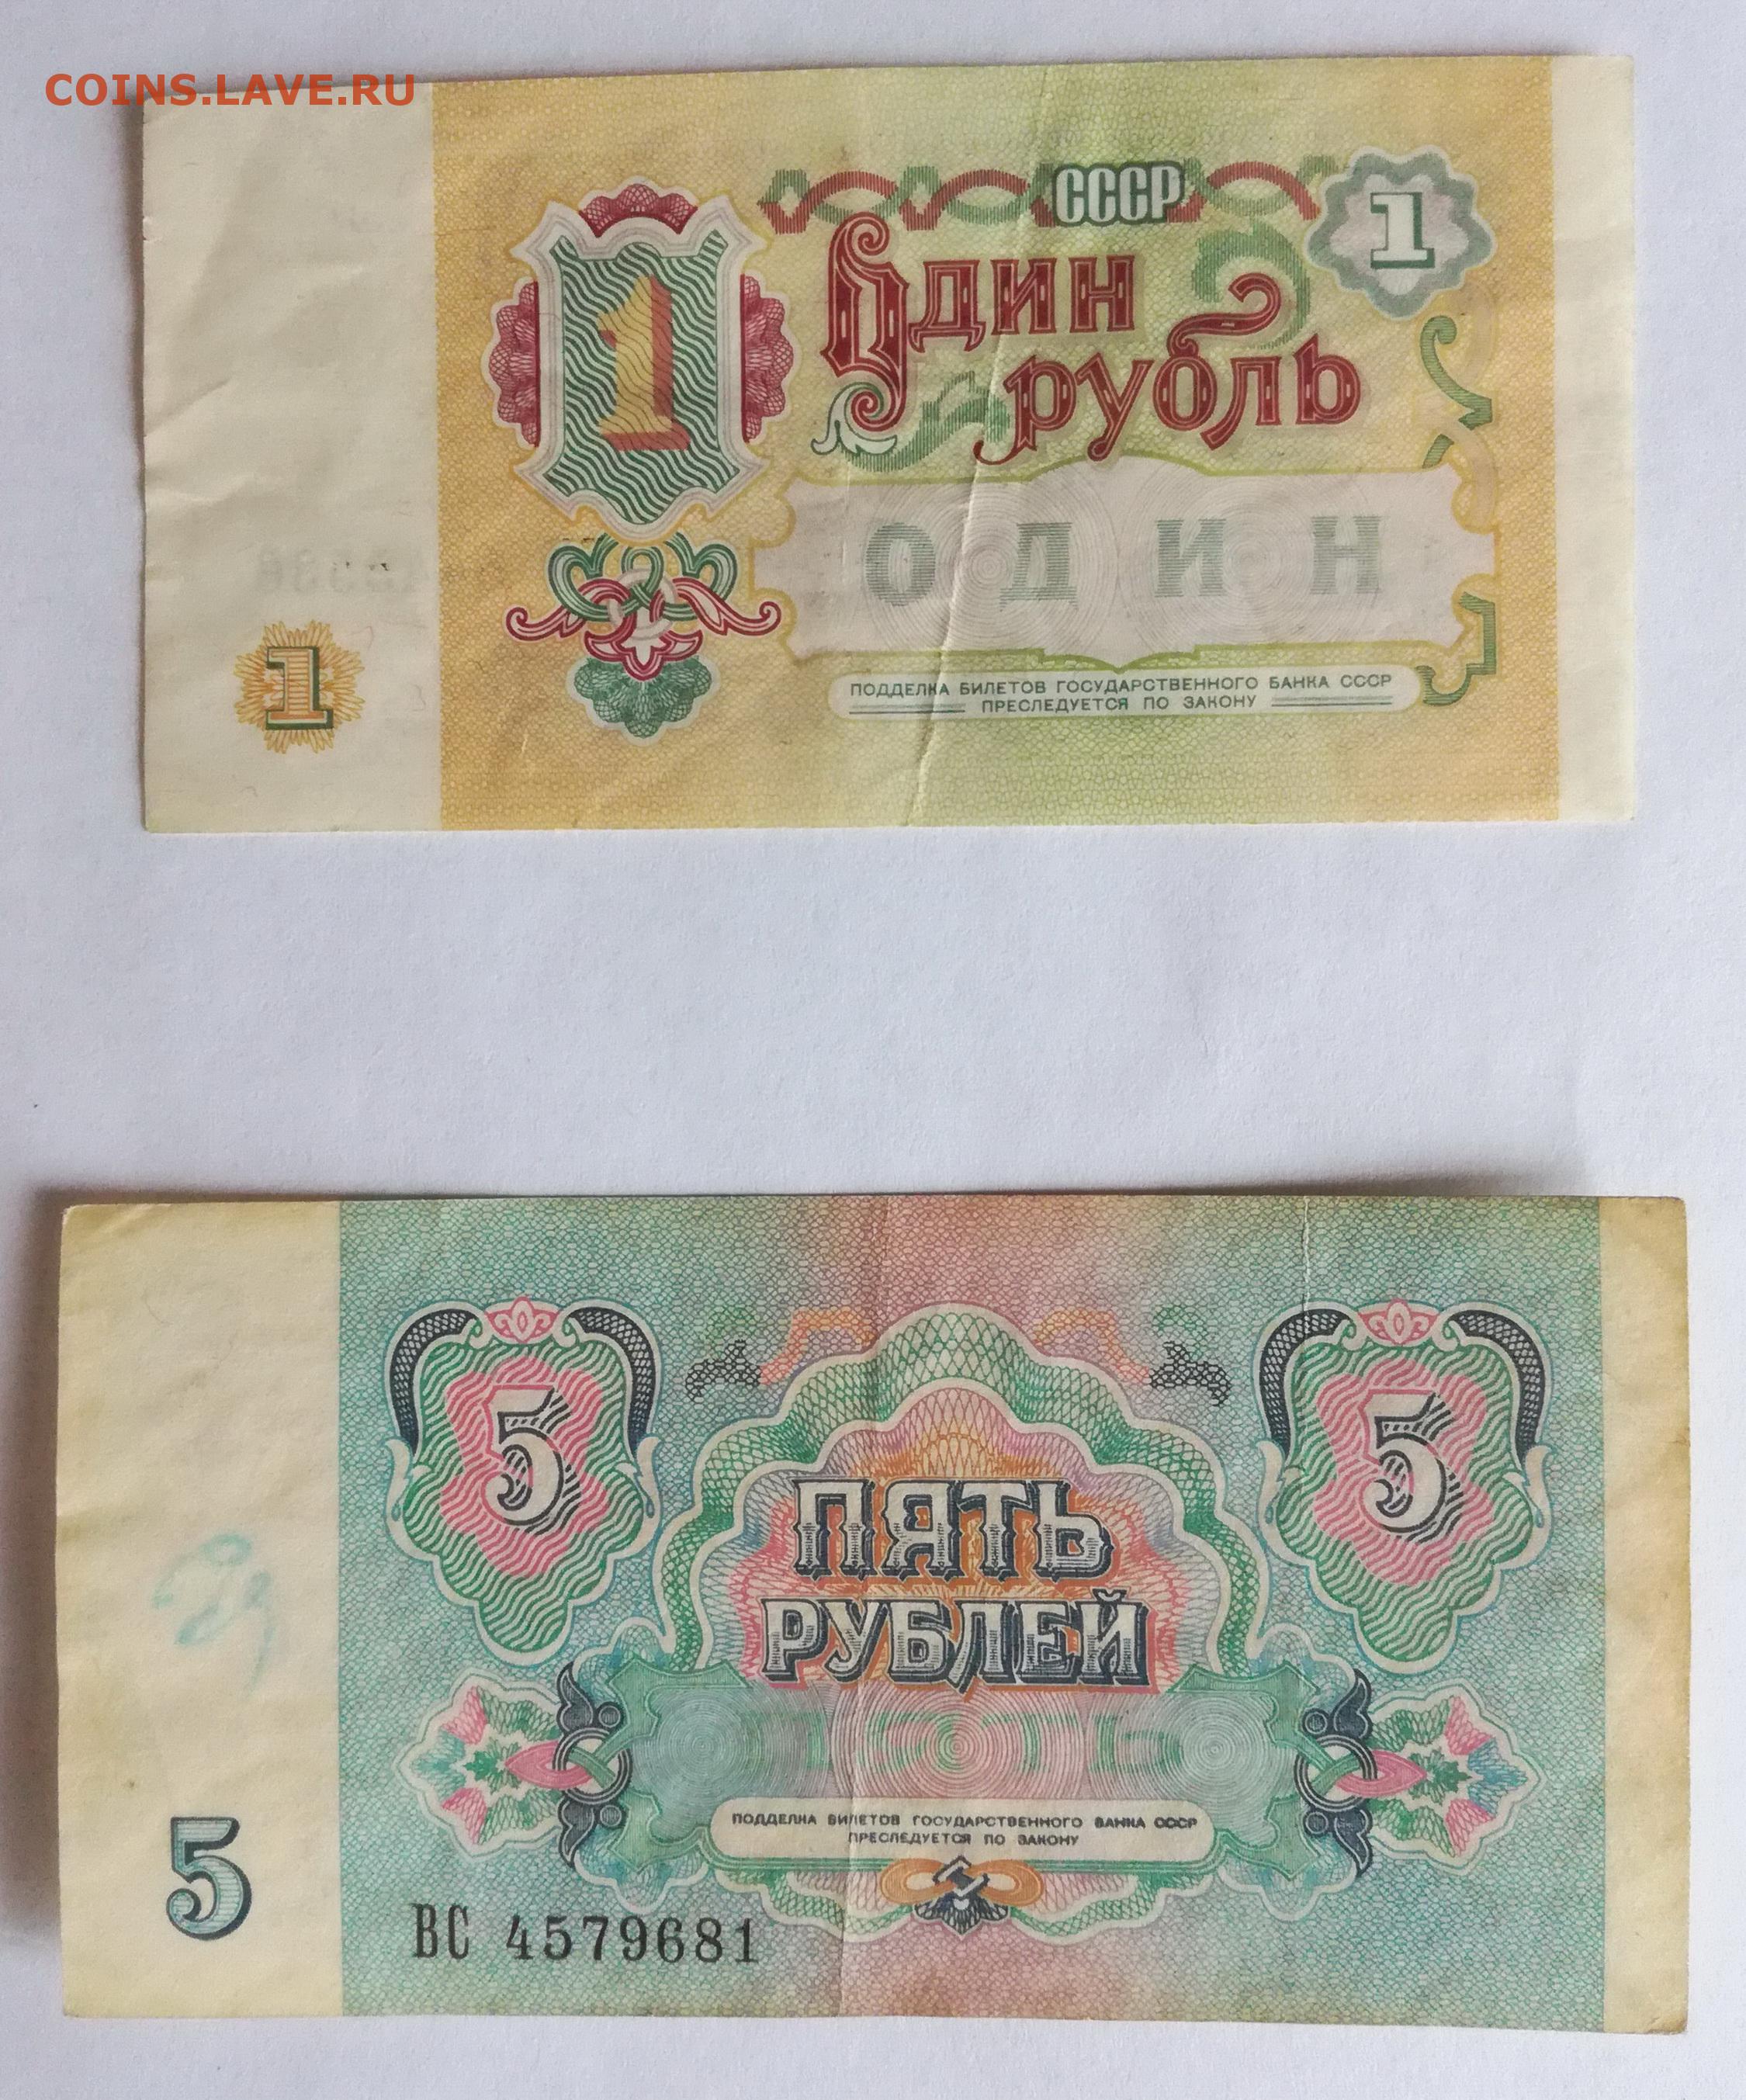 COINS.LAVE.RU
СССР
1
1
Один
рубль
ОДИН
ПОДДЕЛКА БИЛЕТОВ ГОСУДАРСТВЕННОГО БАНКА СССР
ПРЕСЛЕДУЕТСЯ ПО ЗАКОНУ
1
5
5
ПЯТЬ
РУБЛЕЙ
ПЯТЬ
ПОДДЕЛКА БИЛЕТОВ ГОСУДАРСТВЕННОГО БАНКА СССР
ПРЕСЛЕДУЕТСЯ ПО ЗАКОНУ
5
ВС 4579681